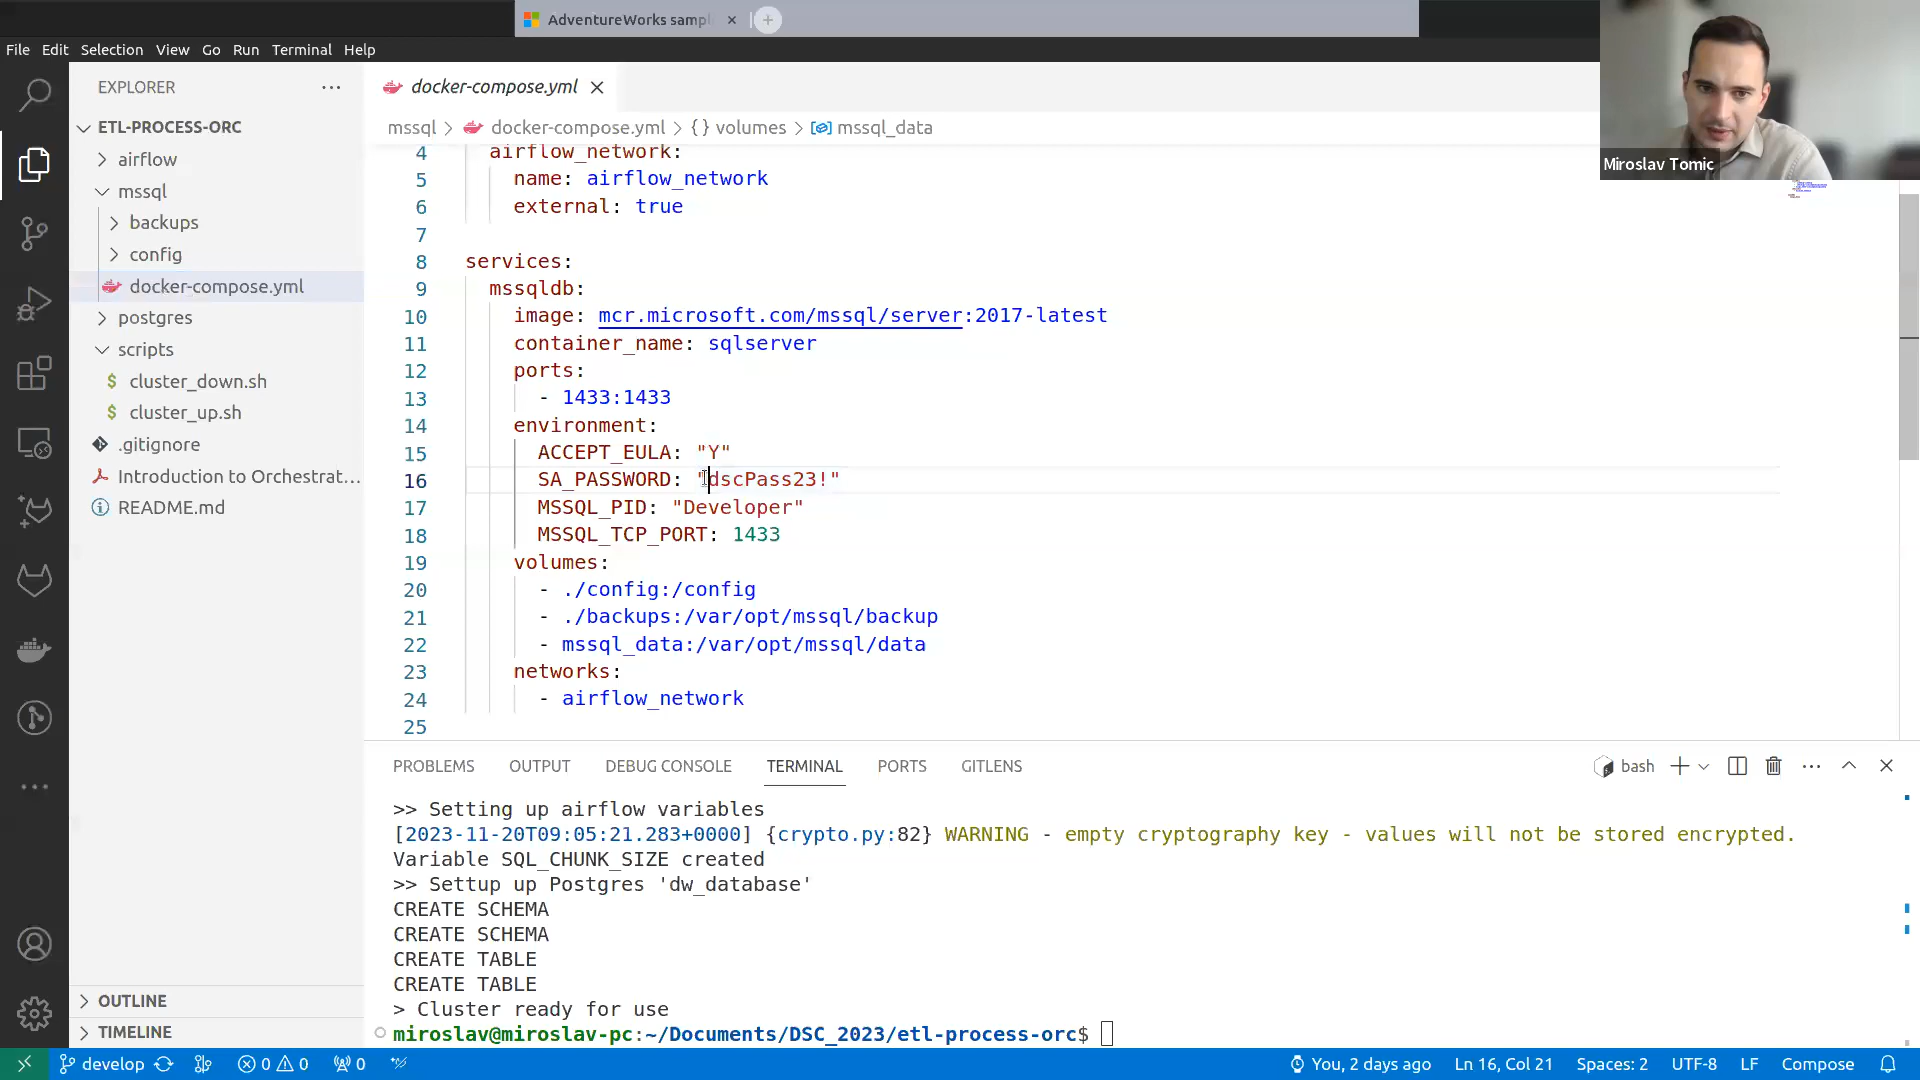 AdventureWorks sampl
File Edit Selection View Go Run Terminal Help
Miroslav Tomic
EXPLORER
ETL-PROCESS-ORC
airflow
mssql
backups
config
docker-compose.yml
postgres
scripts
$ cluster_down.sh
$ cluster_up.sh
.gitignore
Introduction to Orchestrat...
README.md
OUTLINE
TIMELINE
docker-compose.yml
mssql > docker-compose.yml > {} volumes > mssql_data
4 airflow_network:
5 name: airflow_network
6 external: true
7
8 services:
9 mssqldb:
10 image: mcr.microsoft.com/mssql/server:2017-latest
11 container_name: sqlserver
12 ports:
13 - 1433:1433
14 environment:
15 ACCEPT_EULA: "Y"
16 SA_PASSWORD: "dscPass23!"
17 MSSQL_PID: "Developer"
18 MSSQL_TCP_PORT: 1433
19 volumes:
20 - ./config:/config
21 - ./backups:/var/opt/mssql/backup
22 - mssql_data:/var/opt/mssql/data
23 networks:
24 - airflow_network
25
PROBLEMS OUTPUT DEBUG CONSOLE TERMINAL PORTS GITLENS bash
>> Setting up airflow variables
[2023-11-20T09:05:21.283+0000] {crypto.py:82} WARNING - empty cryptography key - values will not be stored encrypted.
Variable SQL_CHUNK_SIZE created
>> Settup up Postgres 'dw_database'
CREATE SCHEMA
CREATE SCHEMA
CREATE TABLE
CREATE TABLE
> Cluster ready for use
miroslav@miroslav-pc:~/Documents/DSC_2023/etl-process-orc$
develop 0 0 0 You, 2 days ago Ln 16, Col 21 Spaces: 2 UTF-8 LF Compose